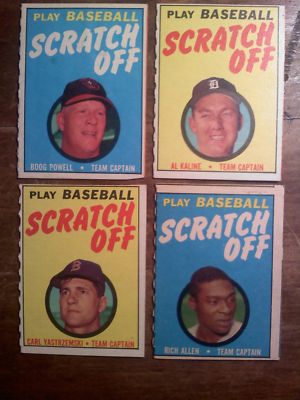 PLAY BASEBALL
SCRATCH
OFF
BOOG POWELL • TEAM CAPTAIN
PLAY BASEBALL
SCRATCH
OFF
D
AL KALINE • TEAM CAPTAIN
PLAY BASEBALL
SCRATCH
OFF
B
CARL YASTRZEMSKI • TEAM CAPTAIN
PLAY BASEBALL
SCRATCH
OFF
RICH ALLEN • TEAM CAPTAIN